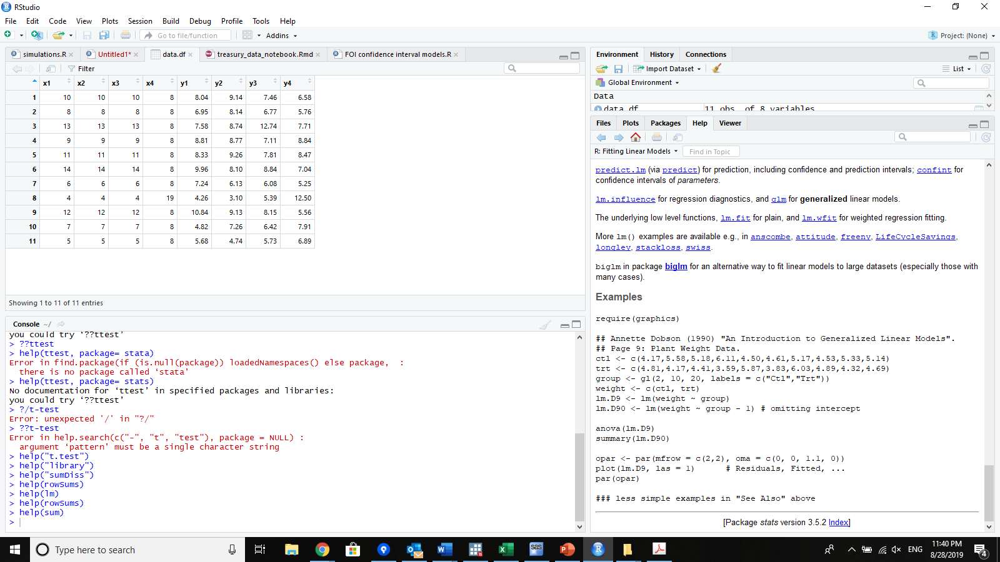 RStudio
File Edit Code View Plots Session Build Debug Profile Tools Help
Go to file/function Addins Project: (None)
simulations.R Untitled1* data.df treasury_data_notebook.Rmd FOI confidence interval models.R
Filter
x1 x2 x3 x4 y1 y2 y3 y4
1 10 10 10 8 8.04 9.14 7.46 6.58
2 8 8 8 8 6.95 8.14 6.77 5.76
3 13 13 13 8 7.58 8.74 12.74 7.71
4 9 9 9 8 8.81 8.77 7.11 8.84
5 11 11 11 8 8.33 9.26 7.81 8.47
6 14 14 14 8 9.96 8.10 8.84 7.04
7 6 6 6 8 7.24 6.13 6.08 5.25
8 4 4 4 19 4.26 3.10 5.39 12.50
9 12 12 12 8 10.84 9.13 8.15 5.56
10 7 7 7 8 4.82 7.26 6.42 7.91
11 5 5 5 8 5.68 4.74 5.73 6.89
Showing 1 to 11 of 11 entries
Console ~/
you could try ‘??ttest’
> ??ttest
> help(ttest, package= stata)
Error in find.package(if (is.null(package)) loadedNamespaces() else package,  :
there is no package called ‘stata’
> help(ttest, package= stats)
No documentation for ‘ttest’ in specified packages and libraries:
you could try ‘??ttest’
> ?/t-test
Error: unexpected '/' in "?/"
> ??t-test
Error in help.search(c("-", "t", "test"), package = NULL) :
argument ‘pattern’ must be a single character string
> help("t.test")
> help("library")
> help("sumDiss")
> help(rowSums)
> help(lm)
> help(rowSums)
> help(sum)
>
Environment History Connections
Import Dataset List
Global Environment
Data
data.df 11 obs. of 8 variables
Files Plots Packages Help Viewer
R: Fitting Linear Models Find in Topic
predict.lm (via predict) for prediction, including confidence and prediction intervals; confint for
confidence intervals of parameters.
lm.influence for regression diagnostics, and glm for generalized linear models.
The underlying low level functions, lm.fit for plain, and lm.wfit for weighted regression fitting.
More lm() examples are available e.g., in anscombe, attitude, freeny, LifeCycleSavings,
longley, stackloss, swiss.
biglm in package biglm for an alternative way to fit linear models to large datasets (especially those with
many cases).
Examples
require(graphics)
## Annette Dobson (1990) "An Introduction to Generalized Linear Models".
## Page 9: Plant Weight Data.
ctl <- c(4.17,5.58,5.18,6.11,4.50,4.61,5.17,4.53,5.33,5.14)
trt <- c(4.81,4.17,4.41,3.59,5.87,3.83,6.03,4.89,4.32,4.69)
group <- gl(2, 10, 20, labels = c("Ctl","Trt"))
weight <- c(ctl, trt)
lm.D9 <- lm(weight ~ group)
lm.D90 <- lm(weight ~ group - 1) # omitting intercept
anova(lm.D9)
summary(lm.D90)
opar <- par(mfrow = c(2,2), oma = c(0, 0, 1.1, 0))
plot(lm.D9, las = 1)      # Residuals, Fitted, ...
par(opar)
### less simple examples in "See Also" above
[Package stats version 3.5.2 Index]
Type here to search
ENG
11:40 PM
8/28/2019
4